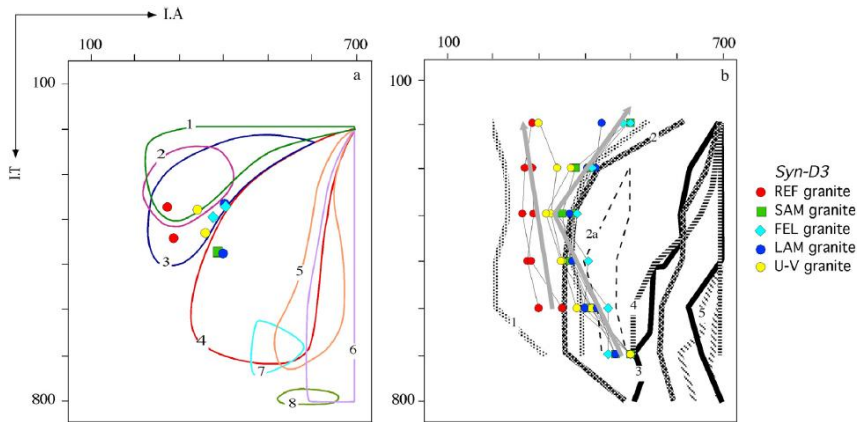 I.A
100 700
a
100
I.T
800
1
2
3
4
5
6
7
8
100 700
b
100
800
2
2a
1
4
5
3
Syn-D3
REF granite
SAM granite
FEL granite
LAM granite
U-V granite